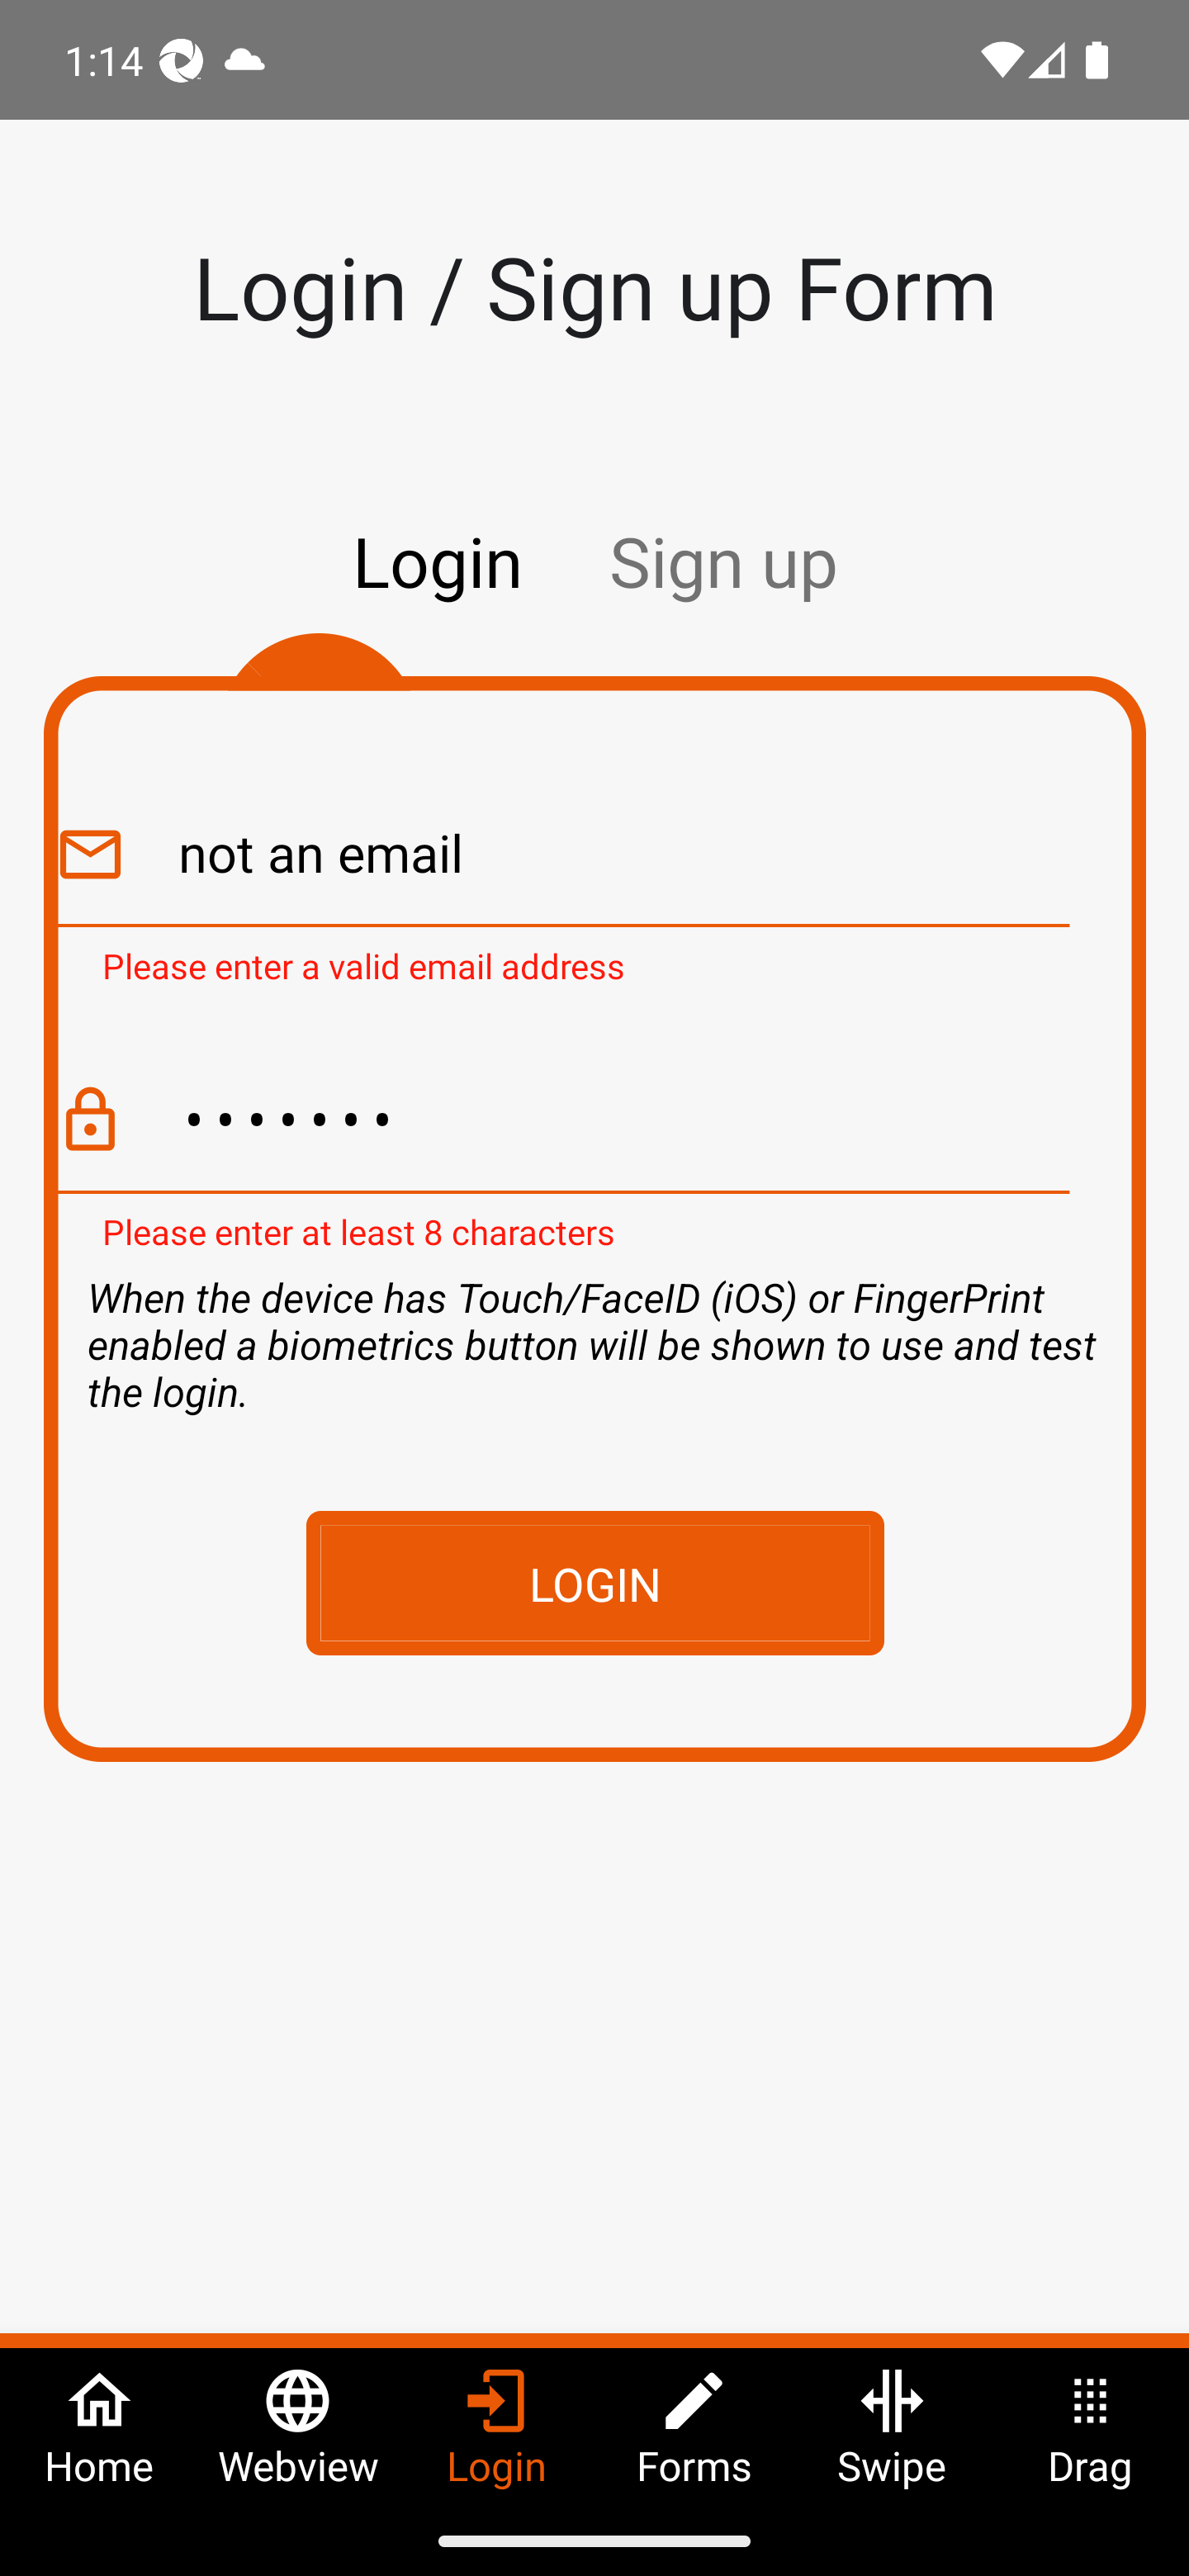 1:14
Login / Sign up Form
Login Sign up
not an email
Please enter a valid email address
•••••••
Please enter at least 8 characters
When the device has Touch/FaceID (iOS) or FingerPrint
enabled a biometrics button will be shown to use and test
the login.
LOGIN
Home Webview Login Forms Swipe Drag